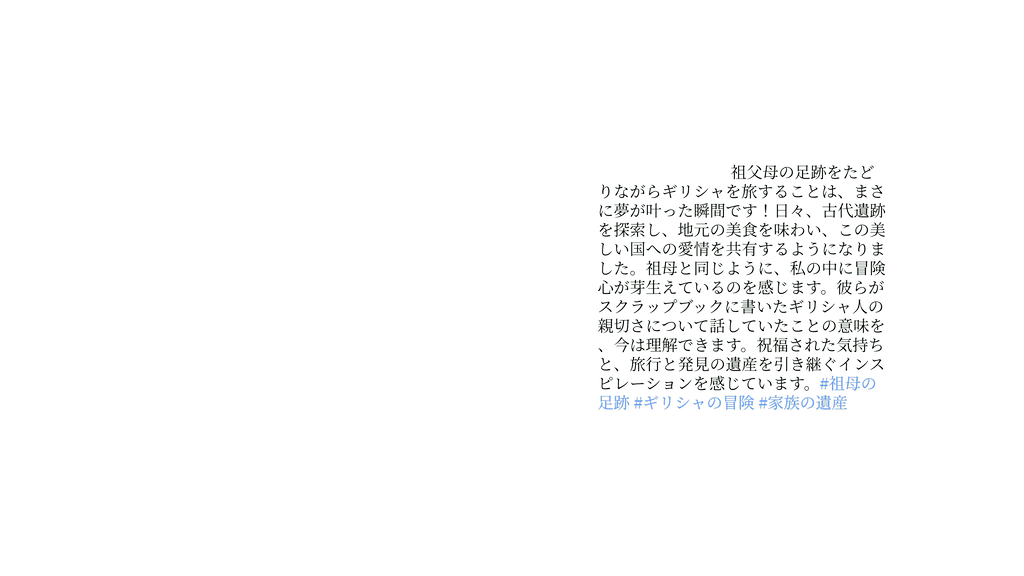 祖父母の足跡をたど
りながらギリシャを旅することは、まさ
に夢が叶った瞬間です！日々、古代遺跡
を探索し、地元の美食を味わい、この美
しい国への愛情を共有するようになりま
した。祖母と同じように、私の中に冒険
心が芽生えているのを感じます。彼らが
スクラップブックに書いたギリシャ人の
親切さについて話していたことの意味を
、今は理解できます。祝福された気持ち
と、旅行と発見の遺産を引き継ぐインス
ピレーションを感じています。#祖母の
足跡 #ギリシャの冒険 #家族の遺産